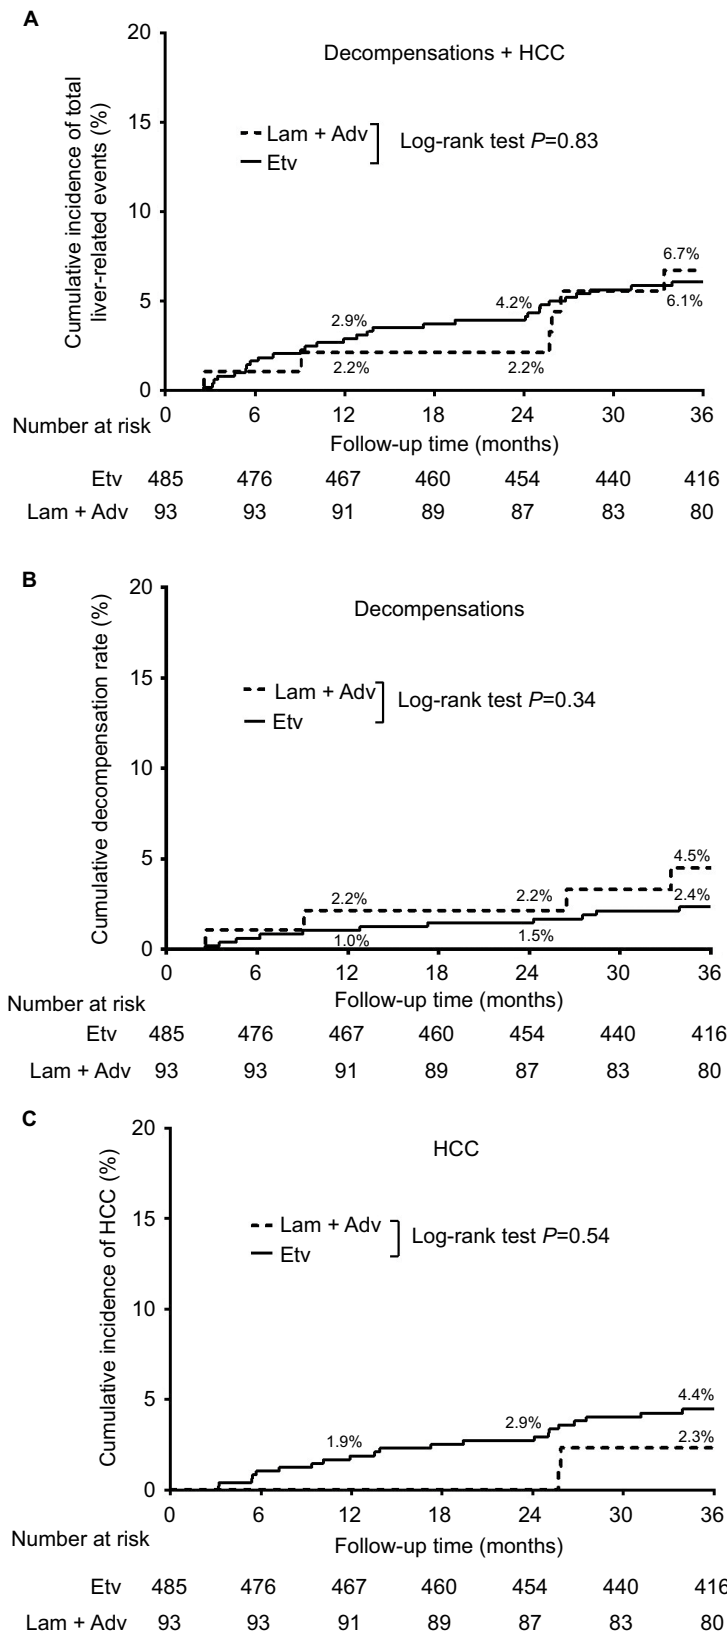 A
Decompensations + HCC
Cumulative incidence of total
liver-related events (%)
20
15
10
5
0
Lam + Adv
Etv
Log-rank test P=0.83
2.9%
4.2%
6.7%
2.2%
2.2%
6.1%
0 6 12 18 24 30 36
Follow-up time (months)
Number at risk
Etv 485 476 467 460 454 440 416
Lam + Adv 93 93 91 89 87 83 80
B
Decompensations
Cumulative decompensation rate (%)
20
15
10
5
0
Lam + Adv
Etv
Log-rank test P=0.34
2.2%
2.2%
4.5%
1.0%
1.5%
2.4%
0 6 12 18 24 30 36
Follow-up time (months)
Number at risk
Etv 485 476 467 460 454 440 416
Lam + Adv 93 93 91 89 87 83 80
C
HCC
Cumulative incidence of HCC (%)
20
15
10
5
0
Lam + Adv
Etv
Log-rank test P=0.54
1.9%
2.9%
4.4%
2.3%
0 6 12 18 24 30 36
Follow-up time (months)
Number at risk
Etv 485 476 467 460 454 440 416
Lam + Adv 93 93 91 89 87 83 80